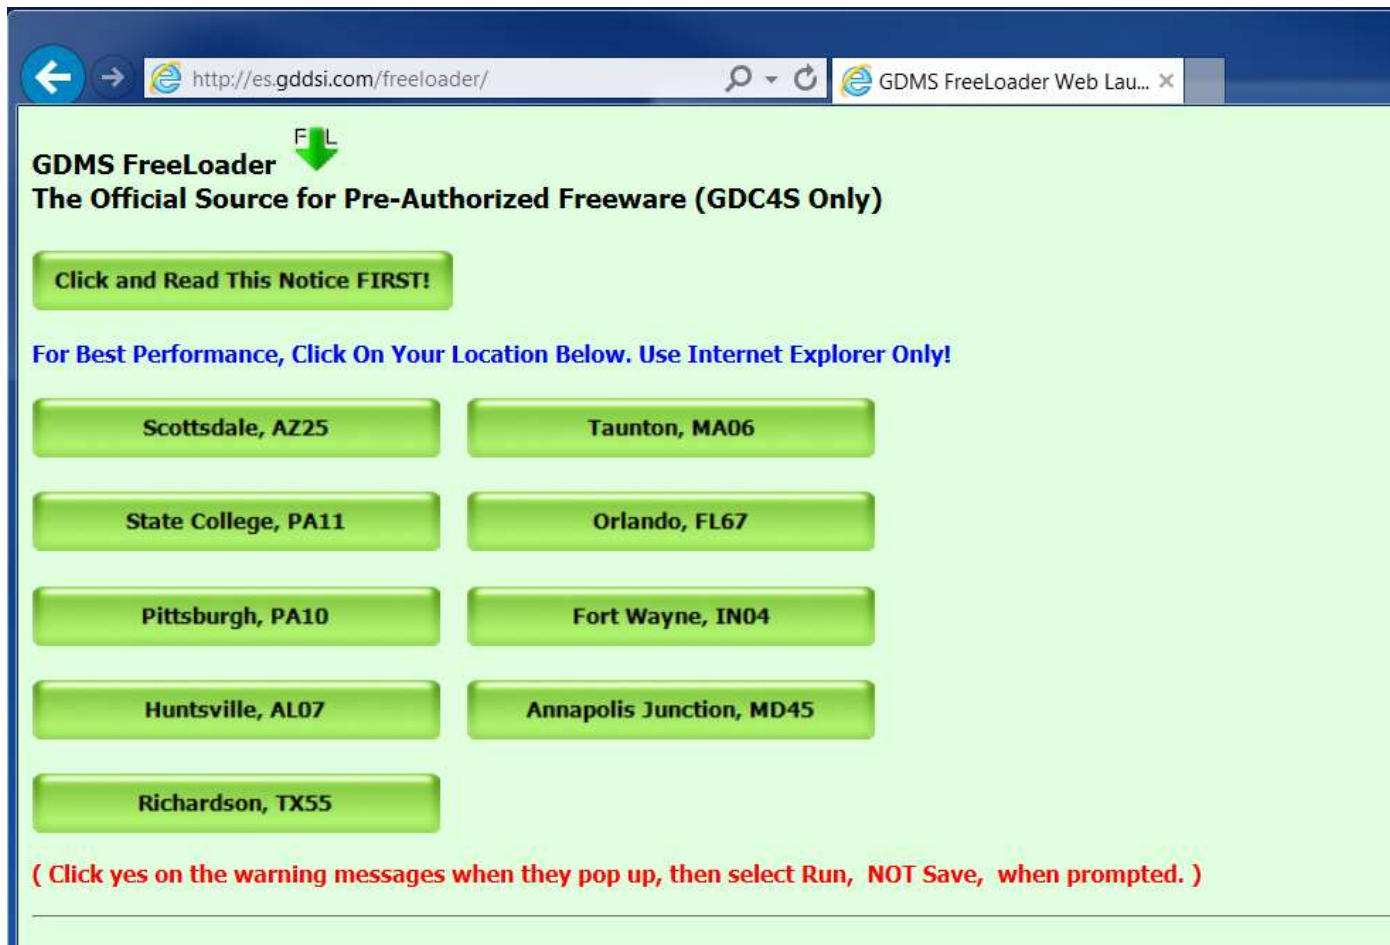 http://es.gddsi.com/freeloader/
GDMS FreeLoader Web Lau...
F L
GDMS FreeLoader
The Official Source for Pre-Authorized Freeware (GDC4S Only)
Click and Read This Notice FIRST!
For Best Performance, Click On Your Location Below. Use Internet Explorer Only!
Scottsdale, AZ25
Taunton, MA06
State College, PA11
Orlando, FL67
Pittsburgh, PA10
Fort Wayne, IN04
Huntsville, AL07
Annapolis Junction, MD45
Richardson, TX55
( Click yes on the warning messages when they pop up, then select Run, NOT Save, when prompted. )